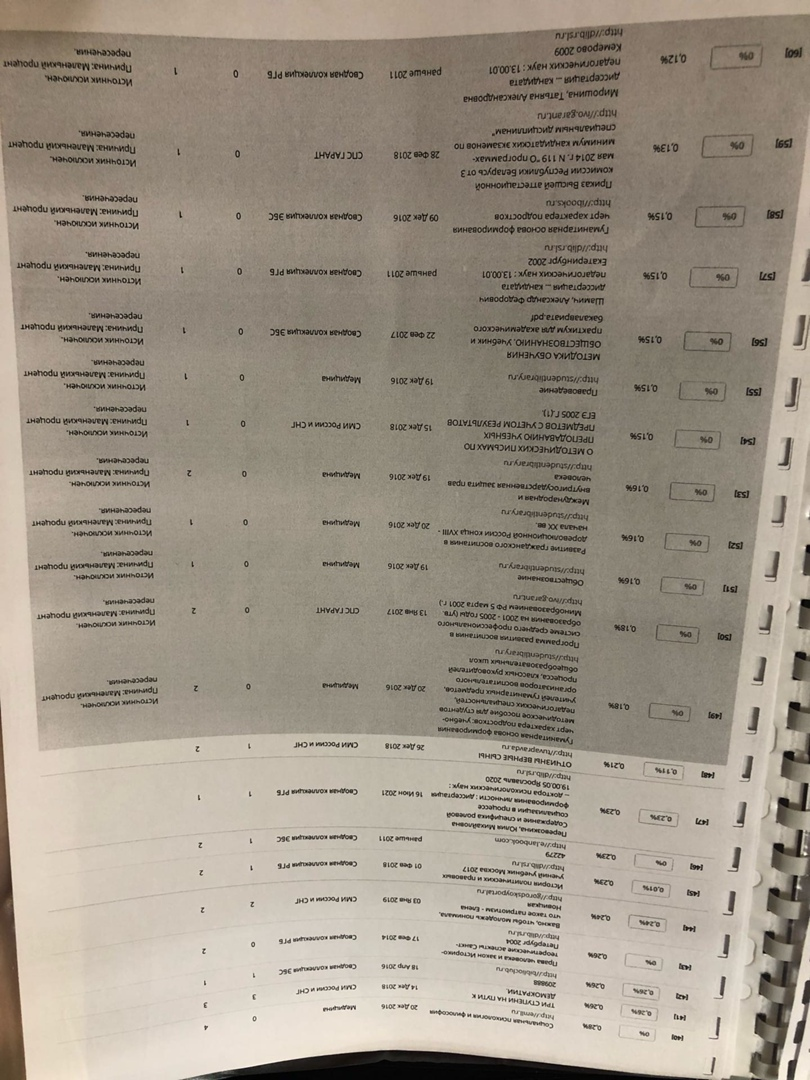 [40] 0% 0,28% Социальная психология и философия 20 Дек 2016 Медицина 0 4
http://emll.ru
[41] 0,26% 0,26% ТРИ СТУПЕНИ НА ПУТИ К 14 Дек 2018 СМИ России и СНГ 3 3
ДЕМОКРАТИИ.
[42] 0,26% 0,26% 209888 18 Апр 2016 Сводная коллекция ЭБС 1 1
http://biblioclub.ru
[43] 0% 0,26% Права человека и закон Историко- 17 Фев 2014 Сводная коллекция РГБ 0 2
теоретические аспекты Санкт-
Петербург 2004
http://dlib.rsl.ru
[44] 0,24% 0,24% Важно, чтобы молодежь понимала, 03 Янв 2019 СМИ России и СНГ 2 2
что такое патриотизм - Елена
Новицкая
http://gorodskoyportal.ru
[45] 0,01% 0,23% История политических и правовых 01 Фев 2018 Сводная коллекция РГБ 1 2
учений учебник Москва 2017
http://dlib.rsl.ru
[46] 0% 0,23% 42279 раньше 2011 Сводная коллекция ЭБС 1 2
http://e.lanbook.com
[47] 0,23% 0,23% Перевозкина, Юлия Михайловна 16 Июн 2021 Сводная коллекция РГБ 1 1
Содержание и специфика ролевой
социализации в процессе
формирования личности : диссертация
... доктора психологических наук :
19.00.05 Ярославль 2020
http://dlib.rsl.ru
[48] 0,11% 0,21% ОТЧИЗНЫ ВЕРНЫЕ СЫНЫ 26 Дек 2018 СМИ России и СНГ 1 2
http://tuvapravda.ru
[49] 0% 0,18% Гуманитарная основа формирования 20 Дек 2016 Медицина 0 2 Источник исключен.
черт характера подростков: учебно- Причина: Маленький процент
методическое пособие для студентов пересечения.
педагогических специальностей,
учителей гуманитарных предметов,
организаторов воспитательного
процесса, классных руководителей
общеобразовательных школ
http://studentlibrary.ru
[50] 0% 0,18% Программа развития воспитания в 13 Янв 2017 СПС ГАРАНТ 0 2 Источник исключен.
системе среднего профессионального Причина: Маленький процент
образования на 2001 - 2005 годы (утв. пересечения.
Минобразованием РФ 5 марта 2001 г.)
http://ivo.garant.ru
[51] 0% 0,16% Обществознание 19 Дек 2016 Медицина 0 1 Источник исключен.
http://studentlibrary.ru Причина: Маленький процент
пересечения.
[52] 0% 0,16% Развитие гражданского воспитания в 20 Дек 2016 Медицина 0 1 Источник исключен.
дореволюционной России конца XVIII - Причина: Маленький процент
начала XX вв. пересечения.
http://studentlibrary.ru
[53] 0% 0,16% Международная и 19 Дек 2016 Медицина 0 2 Источник исключен.
внутригосударственная защита прав Причина: Маленький процент
человека пересечения.
http://studentlibrary.ru
[54] 0% 0,15% О МЕТОДИЧЕСКИХ ПИСЬМАХ ПО 15 Дек 2018 СМИ России и СНГ 0 1 Источник исключен.
ПРЕПОДАВАНИЮ УЧЕБНЫХ Причина: Маленький процент
ПРЕДМЕТОВ С УЧЕТОМ РЕЗУЛЬТАТОВ пересечения.
ЕГЭ 2005 Г.(1).
[55] 0% 0,15% Правоведение 19 Дек 2016 Медицина 0 1 Источник исключен.
http://studentlibrary.ru Причина: Маленький процент
пересечения.
[56] 0% 0,15% МЕТОДИКА ОБУЧЕНИЯ 22 Фев 2017 Сводная коллекция ЭБС 0 1 Источник исключен.
ОБЩЕСТВОЗНАНИЮ. Учебник и Причина: Маленький процент
практикум для академического пересечения.
бакалавриата.pdf
[57] 0% 0,15% Шамич, Александр Федорович раньше 2011 Сводная коллекция РГБ 0 1 Источник исключен.
диссертация ... кандидата Причина: Маленький процент
педагогических наук : 13.00.01 пересечения.
Екатеринбург 2002
http://dlib.rsl.ru
[58] 0% 0,15% Гуманитарная основа формирования 09 Дек 2016 Сводная коллекция ЭБС 0 1 Источник исключен.
черт характера подростков Причина: Маленький процент
http://ibooks.ru пересечения.
[59] 0% 0,13% Приказ Высшей аттестационной 28 Фев 2018 СПС ГАРАНТ 0 1 Источник исключен.
комиссии Республики Беларусь от 3 Причина: Маленький процент
мая 2014 г. N 119 "О программах- пересечения.
минимум кандидатских экзаменов по
специальным дисциплинам"
http://ivo.garant.ru
[60] 0% 0,12% Мирошина, Татьяна Александровна раньше 2011 Сводная коллекция РГБ 0 1 Источник исключен.
диссертация ... кандидата Причина: Маленький процент
педагогических наук : 13.00.01 пересечения.
Кемерово 2009
http://dlib.rsl.ru